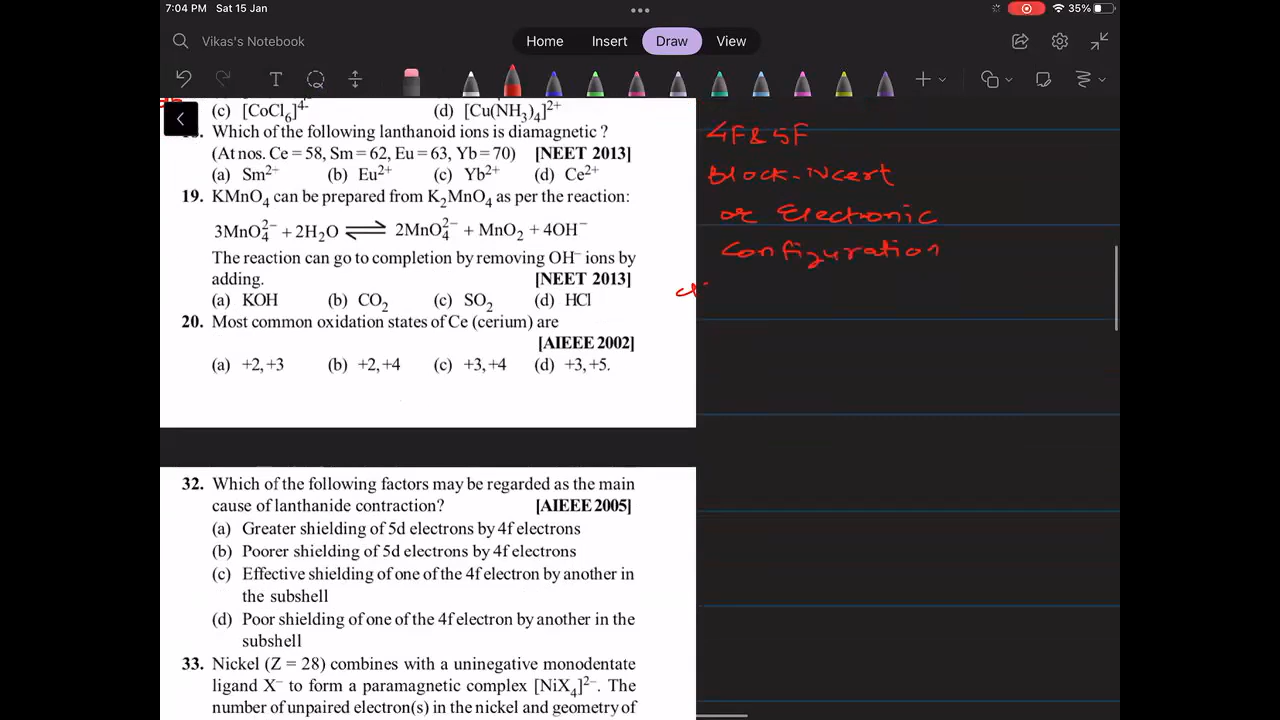 7:04 PM Sat 15 Jan
35%
Vikas's Notebook
Home Insert Draw View
(c) [CoCl6]4- (d) [Cu(NH3)4]2+
Which of the following lanthanoid ions is diamagnetic ?
(At nos. Ce = 58, Sm = 62, Eu = 63, Yb = 70) [NEET 2013]
(a) Sm2+ (b) Eu2+ (c) Yb2+ (d) Ce2+
19. KMnO4 can be prepared from K2MnO4 as per the reaction:
3MnO4^2- + 2H2O ⇌ 2MnO4^2- + MnO2 + 4OH-
The reaction can go to completion by removing OH- ions by
adding. [NEET 2013]
(a) KOH (b) CO2 (c) SO2 (d) HCl
20. Most common oxidation states of Ce (cerium) are
[AIEEE 2002]
(a) +2, +3 (b) +2, +4 (c) +3, +4 (d) +3, +5.
32. Which of the following factors may be regarded as the main
cause of lanthanide contraction? [AIEEE 2005]
(a) Greater shielding of 5d electrons by 4f electrons
(b) Poorer shielding of 5d electrons by 4f electrons
(c) Effective shielding of one of the 4f electron by another in
the subshell
(d) Poor shielding of one of the 4f electron by another in the
subshell
33. Nickel (Z = 28) combines with a uninegative monodentate
ligand X- to form a paramagnetic complex [NiX4]2-. The
number of unpaired electron(s) in the nickel and geometry of
4F & 5F
Block-Ncert
or Electronic
Configuration